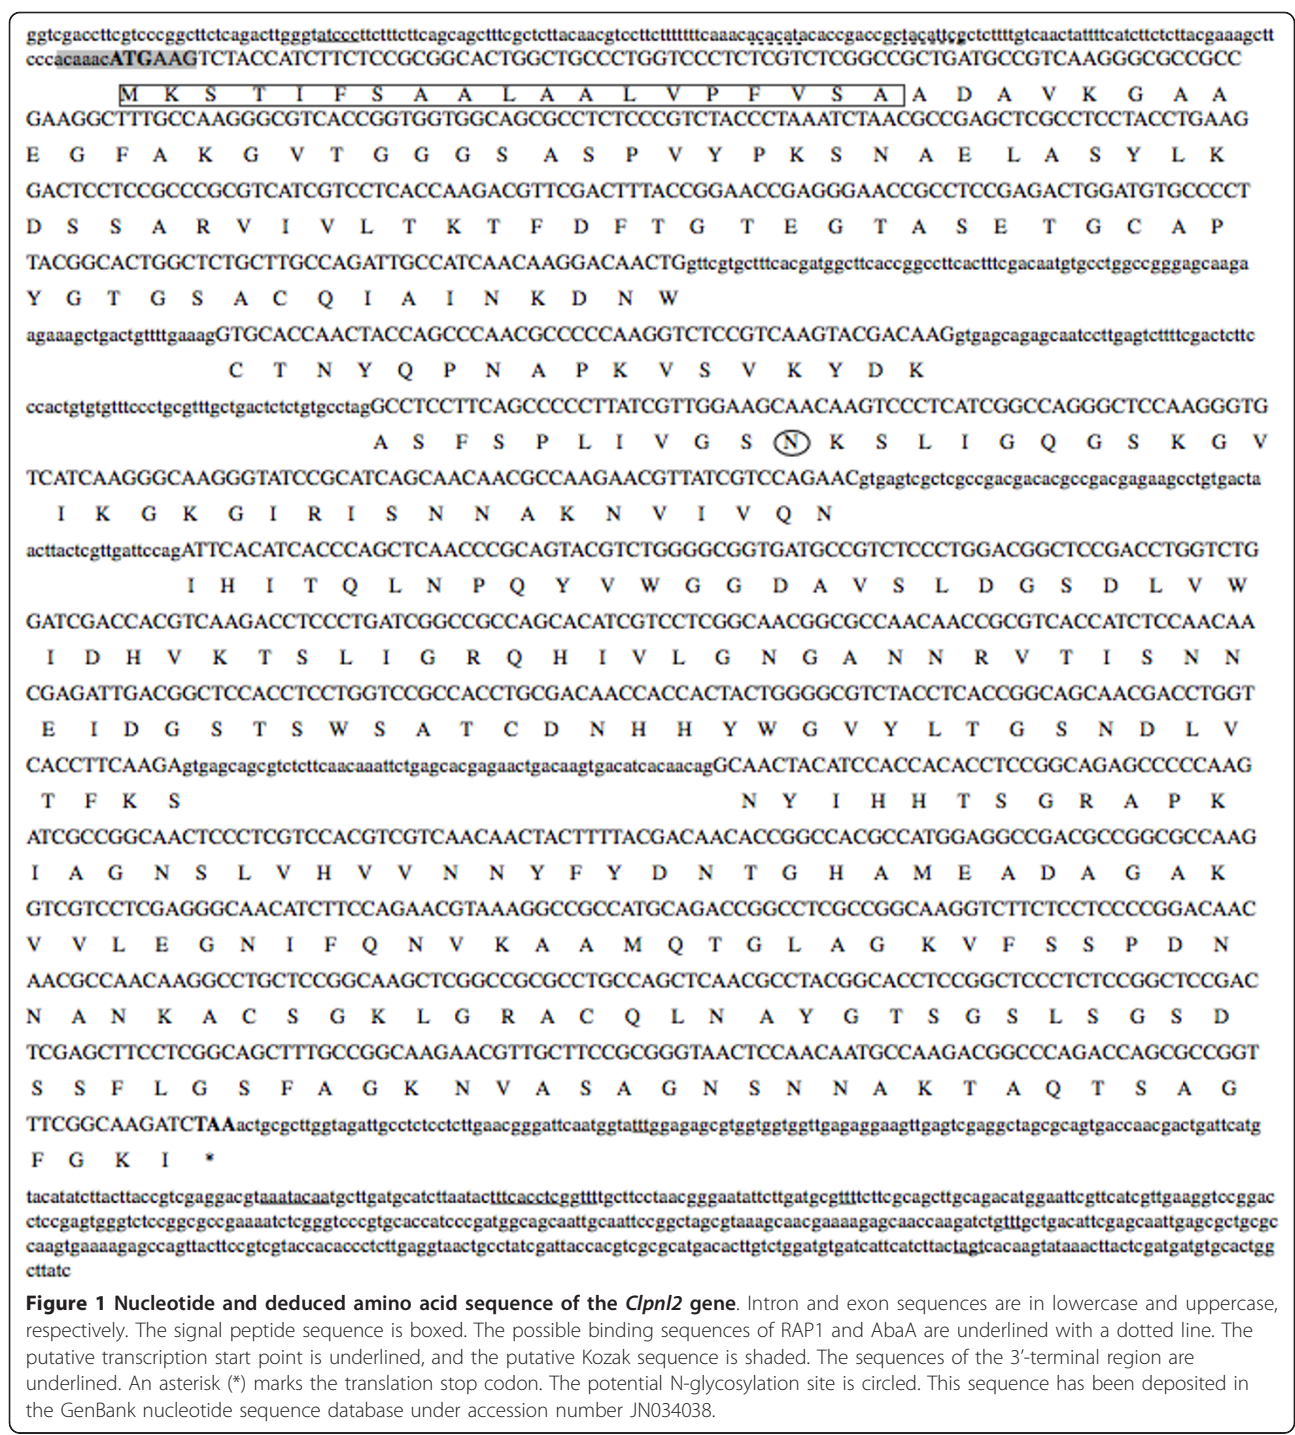 ggtcgaccttcgtcccggcttctcagacttgggtatcccttctttcttcagcagctttcgctcttacaacgtccttctttttttcaaacacacatacaccgaccgctacattcgctcttttgtcaactattttcatcttctcttacgaaagctt
cccacaaacATGAAGTCTACCATCTTCTCCGCGGCACTGGCTGCCCTGGTCCCTCTCGTCTCGGCCGCTGATGCCGTCAAGGGCGCCGCC
M K S T I F S A A L A A L V P F V S A A D A V K G A A
GAAGGCTTTGCCAAGGGCGTCACCGGTGGTGGCAGCGCCTCTCCCGTCTACCCTAAATCTAACGCCGAGCTCGCCTCCTACCTGAAG
E G F A K G V T G G G S A S P V Y P K S N A E L A S Y L K
GACTCCTCCGCCCGCGTCATCGTCCTCACCAAGACGTTCGACTTTACCGGAACCGAGGGAACCGCCTCCGAGACTGGATGTGCCCCT
D S S A R V I V L T K T F D F T G T E G T A S E T G C A P
TACGGCACTGGCTCTGCTTGCCAGATTGCCATCAACAAGGACAACTGgttcgtgctttcacgatggcttcaccggccttcactttcgacaatgtgcctggccgggagcaaga
Y G T G S A C Q I A I N K D N W
agaaagctgactgttttgaaagGTGCACCAACTACCAGCCCAACGCCCCCAAGGTCTCCGTCAAGTACGACAAGgtgagcagagcaatccttgagtcttttcgactcttc
C T N Y Q P N A P K V S V K Y D K
ccactgtgtgtttccctgcgtttgctgactctctgtgcctagGCCTCCTTCAGCCCCCTTATCGTTGGAAGCAACAAGTCCCTCATCGGCCAGGGCTCCAAGGGTG
A S F S P L I V G S N K S L I G Q G S K G V
TCATCAAGGGCAAGGGTATCCGCATCAGCAACAACGCCAAGAACGTTATCGTCCAGAACgtgagtcgctcgccgacgacacgccgacgagaagcctgtgacta
I K G K G I R I S N N A K N V I V Q N
acttactcgttgattccagATTCACATCACCCAGCTCAACCCGCAGTACGTCTGGGGCGGTGATGCCGTCTCCCTGGACGGCTCCGACCTGGTCTG
I H I T Q L N P Q Y V W G G D A V S L D G S D L V W
GATCGACCACGTCAAGACCTCCCTGATCGGCCGCCAGCACATCGTCCTCGGCAACGGCGCCAACAACCGCGTCACCATCTCCAACAA
I D H V K T S L I G R Q H I V L G N G A N N R V T I S N N
CGAGATTGACGGCTCCACCTCCTGGTCCGCCACCTGCGACAACCACCACTACTGGGGCGTCTACCTCACCGGCAGCAACGACCTGGT
E I D G S T S W S A T C D N H H Y W G V Y L T G S N D L V
CACCTTCAAGAgtgagcagcgtctcttcaacaaattctgagcacgagaactgacaagtgacatcacaacagGCAACTACATCCACCACACCTCCGGCAGAGCCCCCAAG
T F K S N Y I H H T S G R A P K
ATCGCCGGCAACTCCCTCGTCCACGTCGTCAACAACTACTTTTACGACAACACCGGCCACGCCATGGAGGCCGACGCCGGCGCCAAG
I A G N S L V H V V N N Y F Y D N T G H A M E A D A G A K
GTCGTCCTCGAGGGCAACATCTTCCAGAACGTAAAGGCCGCCATGCAGACCGGCCTCGCCGGCAAGGTCTTCTCCTCCCCGGACAAC
V V L E G N I F Q N V K A A M Q T G L A G K V F S S P D N
AACGCCAACAAGGCCTGCTCCGGCAAGCTCGGCCGCGCCTGCCAGCTCAACGCCTACGGCACCTCCGGCTCCCTCTCCGGCTCCGAC
N A N K A C S G K L G R A C Q L N A Y G T S G S L S G S D
TCGAGCTTCCTCGGCAGCTTTGCCGGCAAGAACGTTGCTTCCGCGGGTAACTCCAACAATGCCAAGACGGCCCAGACCAGCGCCGGT
S S F L G S F A G K N V A S A G N S N N A K T A Q T S A G
TTCGGCAAGATCTAAactgcgcttggtagattgcctctcctcttgaacgggattcaatggtatttggagagcgtggtggtggttgagaggaagttgagtcgaggctagcgcagtgaccaacgactgattcatg
F G K I *
tacatatcttacttaccgtcgaggacgtaaatacaatgcttgatgcatcttaatactttcacctcggttttgcttcctaacgggaatattcttgatgcgttttcttcgcagcttgcagacatggaattcgttcatcgttgaaggtccggac
ctccgagtgggtctccggcgccgaaaatctcgggtcccgtgcaccatcccgatggcagcaattgcaattccggctagcgtaaagcaacgaaaagagcaaccaagatctgtttgctgacattcgagcaattgagcgctgcgc
caagtgaaaagagccagttacttccgtcgtaccacaccctcttgaggtaactgcctatcgattaccacgtcgcgcatgacacttgtctggatgtgatcattcatcttactagtcacaagtataaacttactcgatgatgtgcactgg
cttatc
Figure 1 Nucleotide and deduced amino acid sequence of the Clpnl2 gene. Intron and exon sequences are in lowercase and uppercase,
respectively. The signal peptide sequence is boxed. The possible binding sequences of RAP1 and AbaA are underlined with a dotted line. The
putative transcription start point is underlined, and the putative Kozak sequence is shaded. The sequences of the 3'-terminal region are
underlined. An asterisk (*) marks the translation stop codon. The potential N-glycosylation site is circled. This sequence has been deposited in
the GenBank nucleotide sequence database under accession number JN034038.